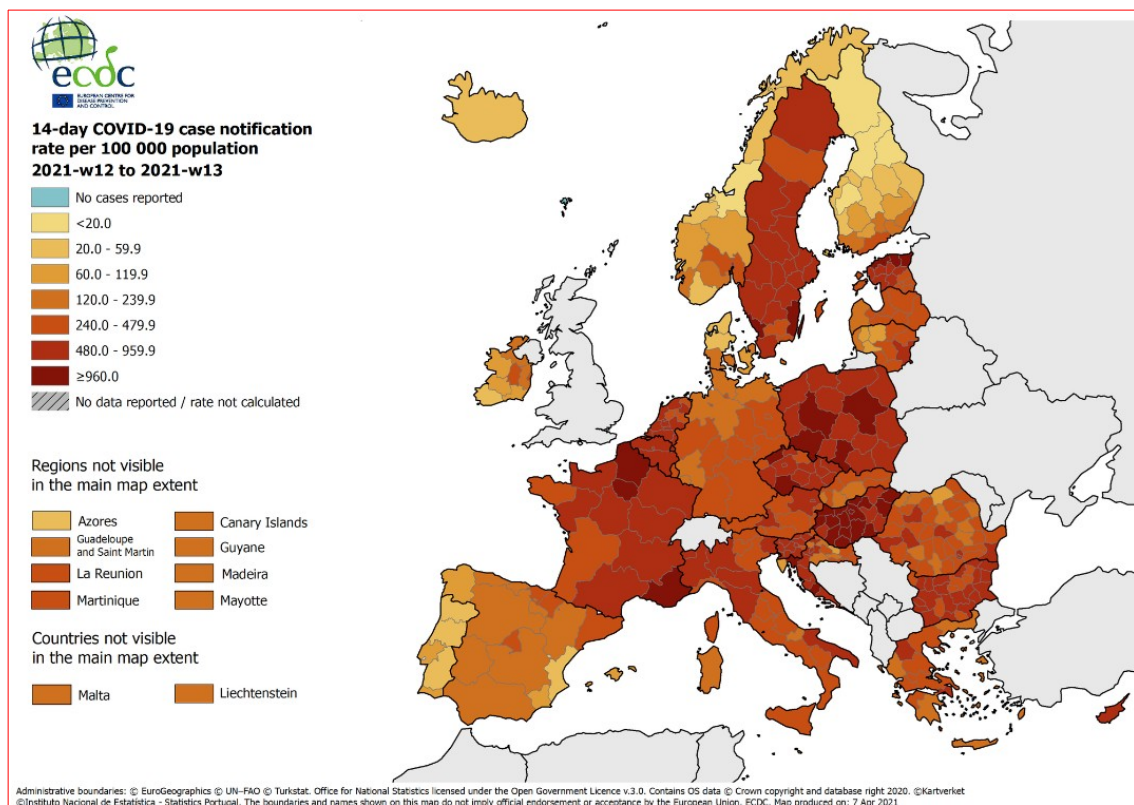 ecdc
EUROPEAN CENTRE FOR
DISEASE PREVENTION
AND CONTROL
14-day COVID-19 case notification
rate per 100 000 population
2021-w12 to 2021-w13
No cases reported
<20.0
20.0 - 59.9
60.0 - 119.9
120.0 - 239.9
240.0 - 479.9
480.0 - 959.9
≥960.0
No data reported / rate not calculated
Regions not visible
in the main map extent
Azores
Guadeloupe
and Saint Martin
La Reunion
Martinique
Canary Islands
Guyane
Madeira
Mayotte
Countries not visible
in the main map extent
Malta
Liechtenstein
Administrative boundaries: © EuroGeographics © UN–FAO © Turkstat. Office for National Statistics licensed under the Open Government Licence v.3.0. Contains OS data © Crown copyright and database right 2020. ©Kartverket
©Instituto Nacional de Estatística - Statistics Portugal. The boundaries and names shown on this map do not imply official endorsement or acceptance by the European Union. ECDC. Map produced on: 7 Apr 2021